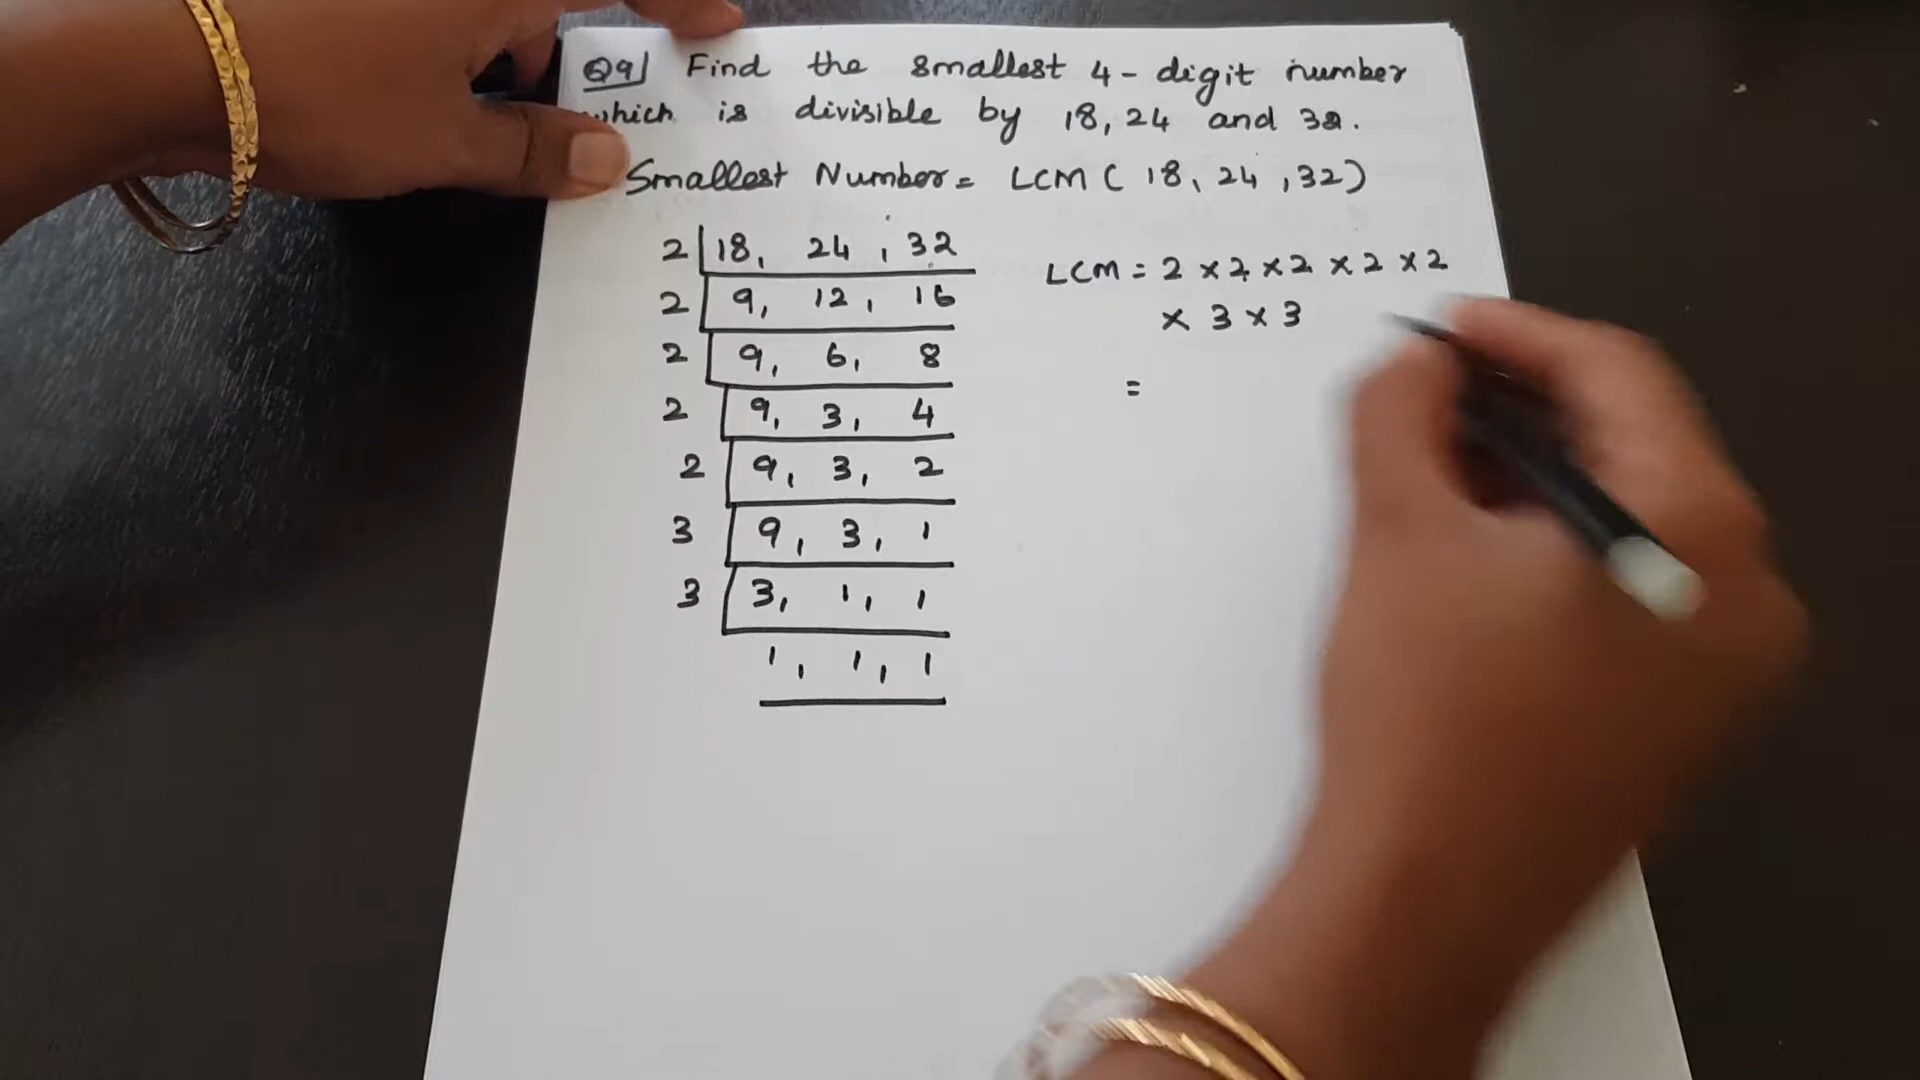 Q9] Find the smallest 4-digit number
which is divisible by 18, 24 and 32.
Smallest Number = LCM ( 18, 24, 32)
2 | 18, 24, 32
2 | 9, 12, 16
2 | 9, 6, 8
2 | 9, 3, 4
2 | 9, 3, 2
3 | 9, 3, 1
3 | 3, 1, 1
1, 1, 1
LCM = 2 × 2 × 2 × 2 × 2
× 3 × 3
=